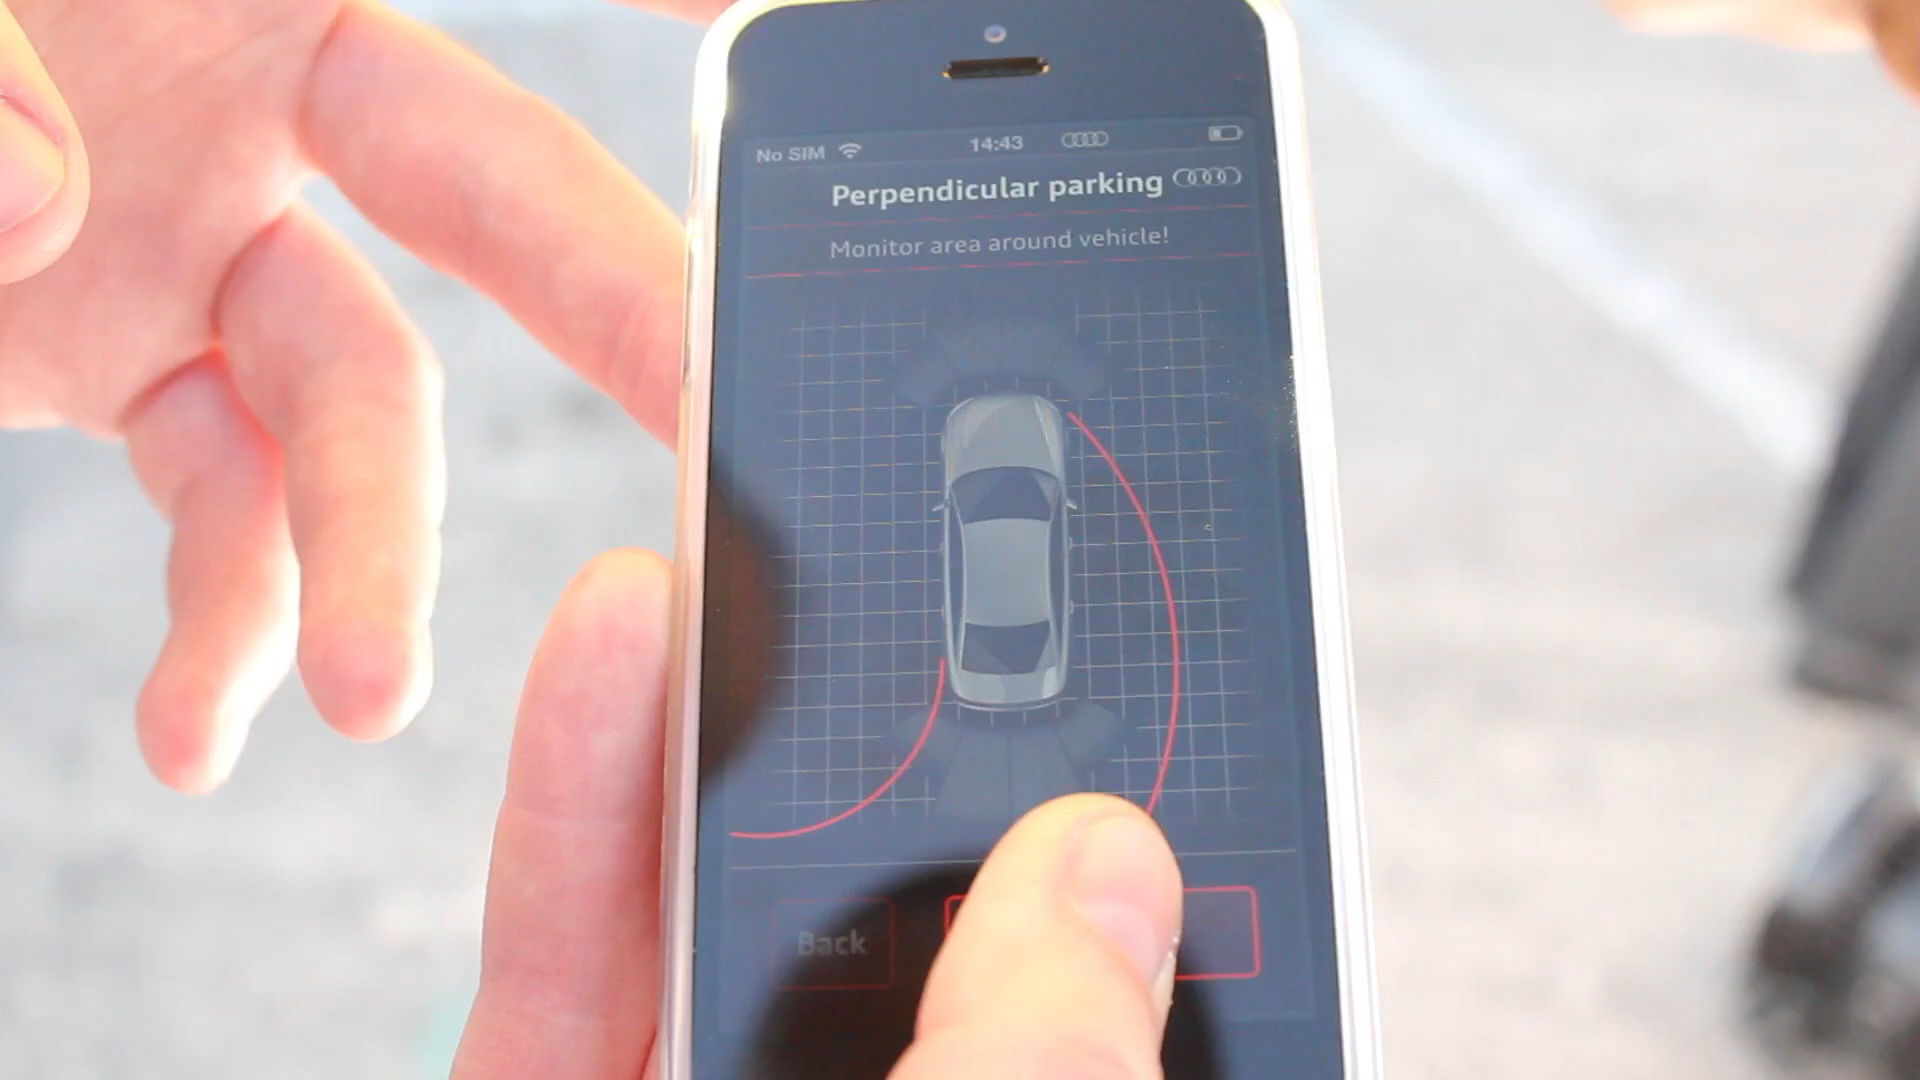 No SIM 14:43
Perpendicular parking
Monitor area around vehicle!
Back